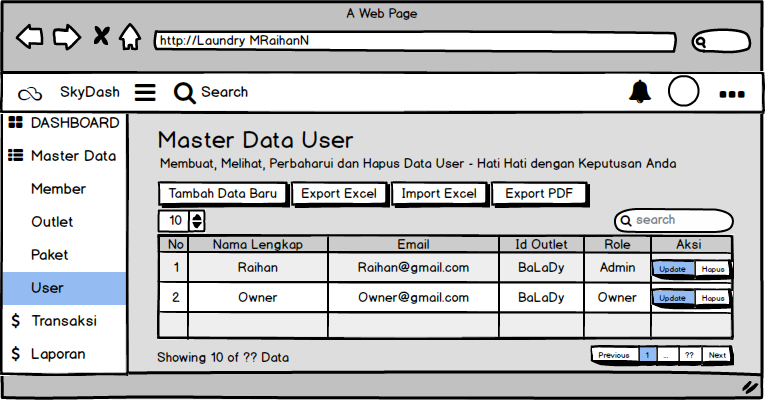 A Web Page
http://Laundry MRaihanN
SkyDash
Search
DASHBOARD
Master Data
Member
Outlet
Paket
User
$ Transaksi
$ Laporan
Master Data User
Membuat, Melihat, Perbaharui dan Hapus Data User - Hati Hati dengan Keputusan Anda
Tambah Data Baru Export Excel Import Excel Export PDF
10 search
No Nama Lengkap Email Id Outlet Role Aksi
1 Raihan Raihan@gmail.com BaLaDy Admin Update Hapus
2 Owner Owner@gmail.com BaLaDy Owner Update Hapus
Showing 10 of ?? Data
Previous 1 ... ?? Next